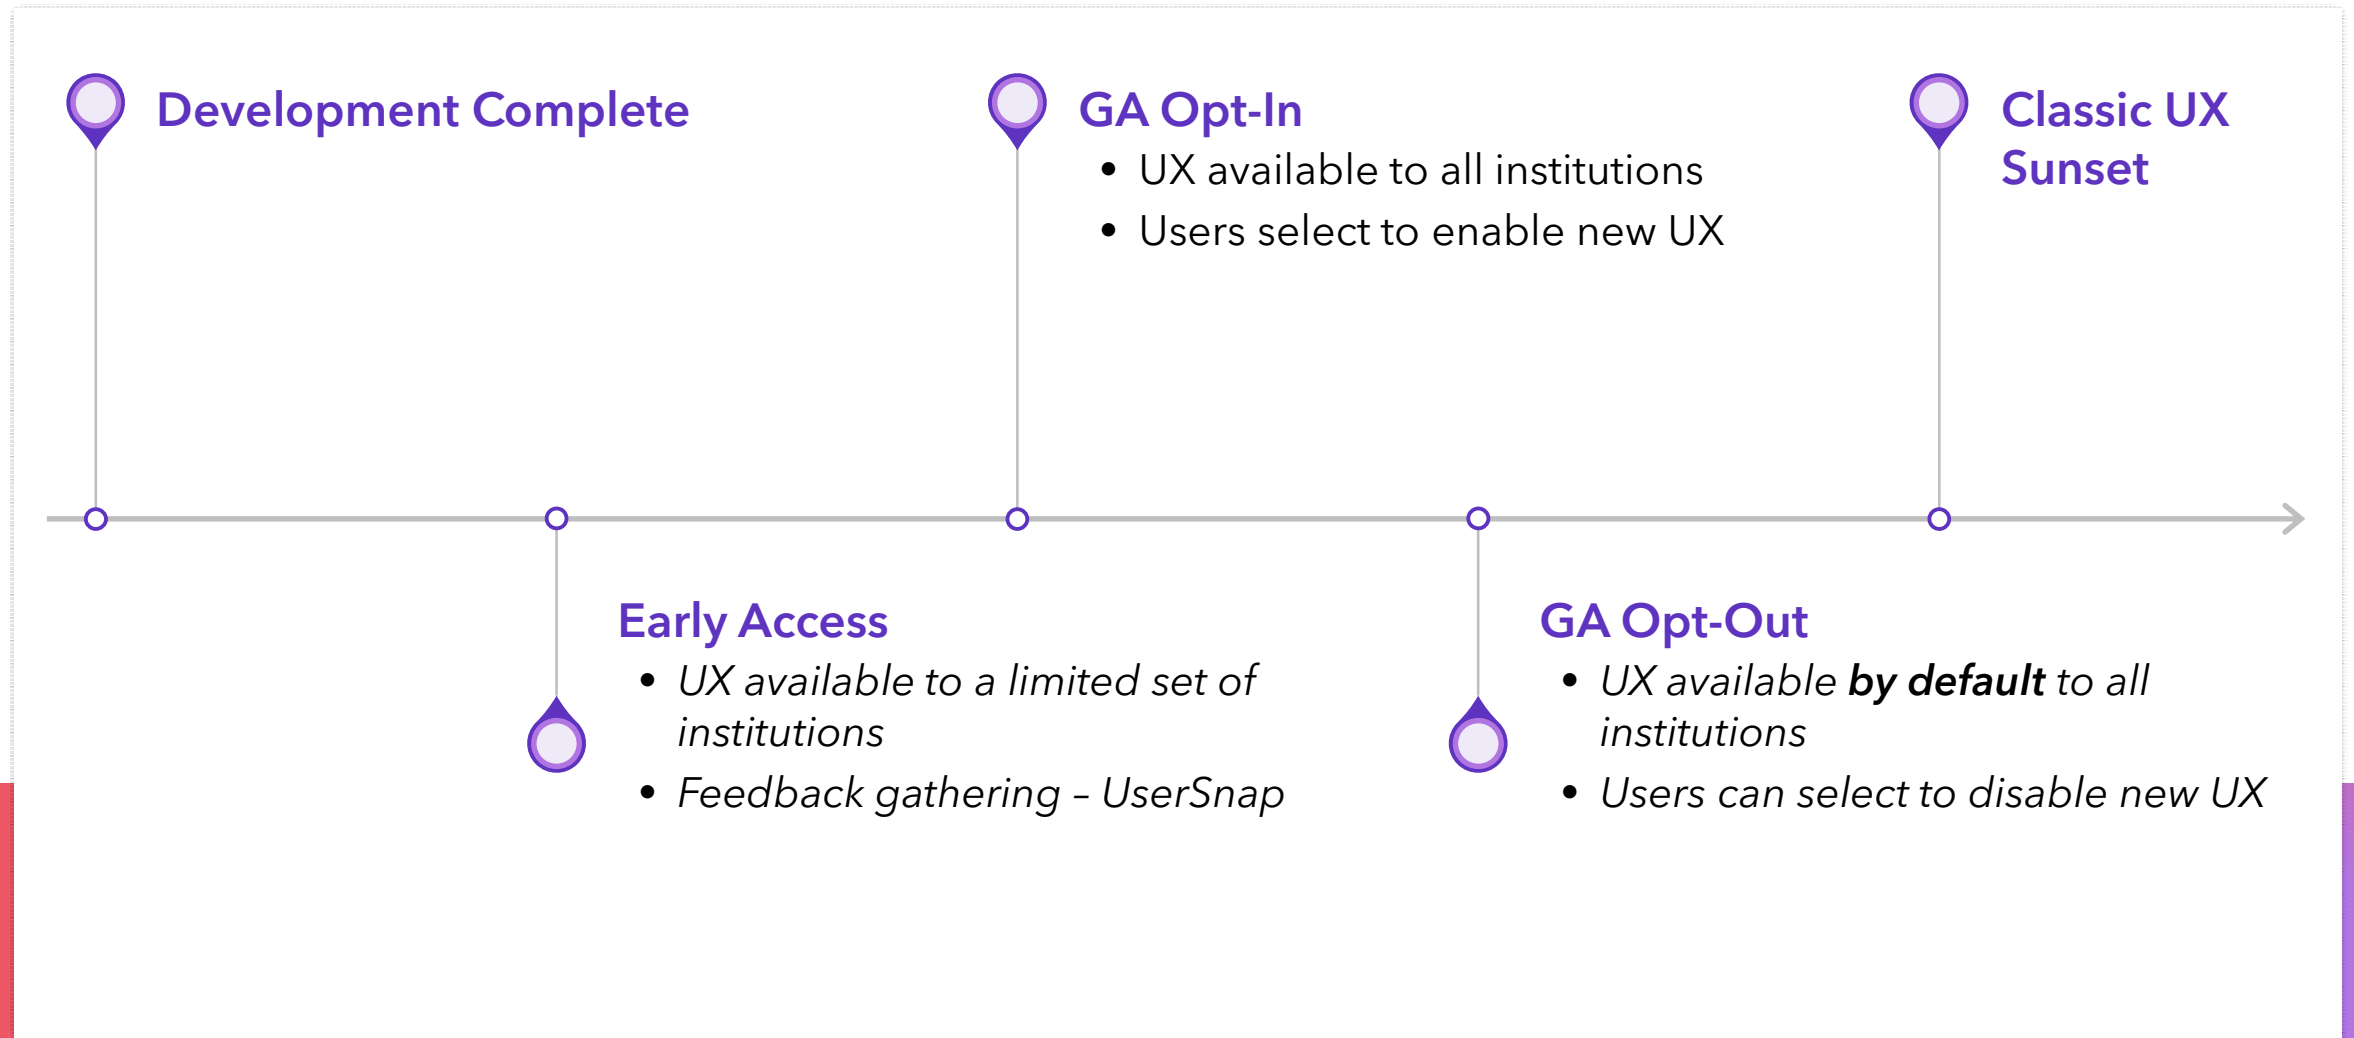 Development Complete
GA Opt-In
• UX available to all institutions
• Users select to enable new UX
Classic UX
Sunset
Early Access
• UX available to a limited set of
institutions
• Feedback gathering – UserSnap
GA Opt-Out
• UX available by default to all
institutions
• Users can select to disable new UX